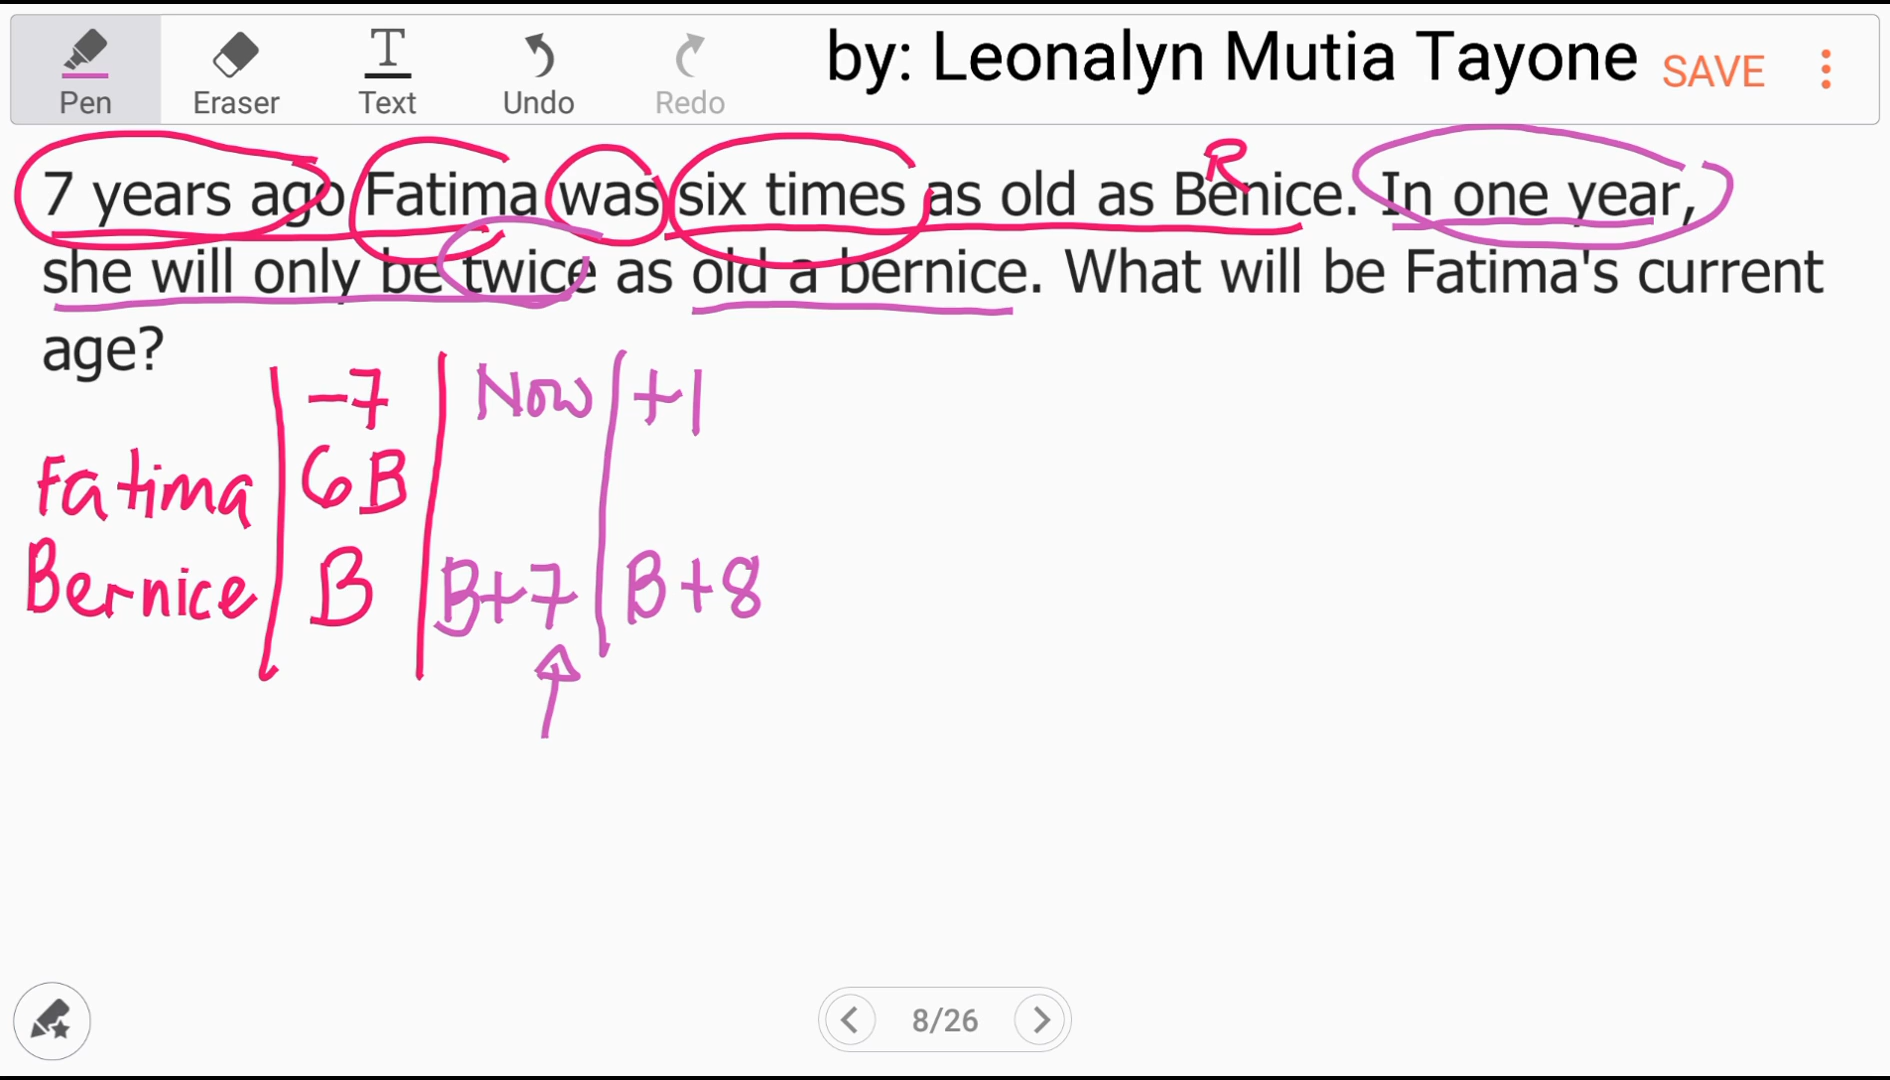 Pen Eraser Text Undo Redo by: Leonalyn Mutia Tayone SAVE
R
7 years ago Fatima was six times as old as Benice. In one year,
she will only be twice as old a bernice. What will be Fatima's current
age?
-7 Now +1
Fatima 6B
Bernice B B+7 B+8
8/26